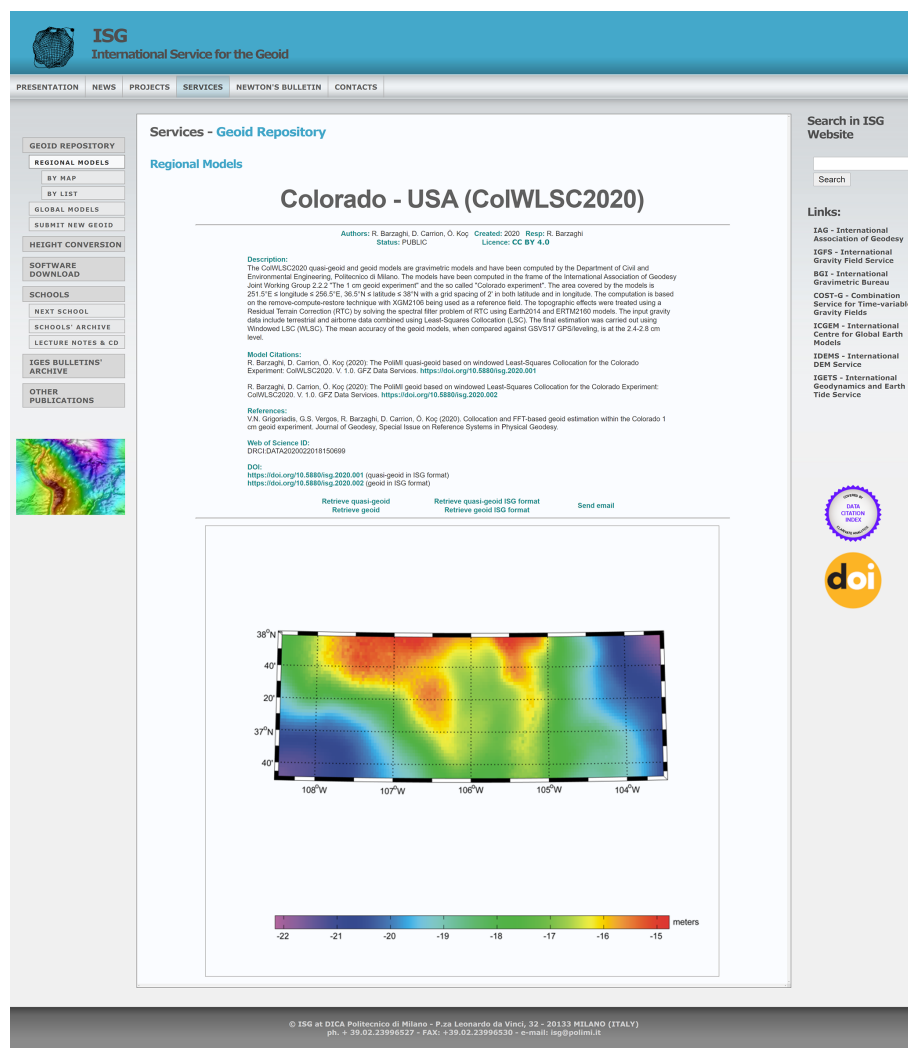 ISG
International Service for the Geoid
PRESENTATION
NEWS
PROJECTS
SERVICES
NEWTON'S BULLETIN
CONTACTS
GEOID REPOSITORY
REGIONAL MODELS
BY MAP
BY LIST
GLOBAL MODELS
SUBMIT NEW GEOID
HEIGHT CONVERSION
SOFTWARE
DOWNLOAD
SCHOOLS
NEXT SCHOOL
SCHOOLS' ARCHIVE
LECTURE NOTES & CD
IGES BULLETINS'
ARCHIVE
OTHER
PUBLICATIONS
Services - Geoid Repository
Regional Models
Colorado - USA (ColWLSC2020)
Authors: R. Barzaghi, D. Carrion, Ö. Koç Created: 2020 Resp: R. Barzaghi
Status: PUBLIC Licence: CC BY 4.0
Description:
The ColWLSC2020 quasi-geoid and geoid models are gravimetric models and have been computed by the Department of Civil and
Environmental Engineering, Politecnico di Milano. The models have been computed in the frame of the International Association of Geodesy
Joint Working Group 2.2.2 "The 1 cm geoid experiment" and the so called "Colorado experiment". The area covered by the models is
251.5°E ≤ longitude ≤ 256.5°E, 36.5°N ≤ latitude ≤ 38°N with a grid spacing of 2' in both latitude and in longitude. The computation is based
on the remove-compute-restore technique with XGM2106 being used as a reference field. The topographic effects were treated using a
Residual Terrain Correction (RTC) by solving the spectral filter problem of RTC using Earth2014 and ERTM2160 models. The input gravity
data include terrestrial and airborne data combined using Least-Squares Collocation (LSC). The final estimation was carried out using
Windowed LSC (WLSC). The mean accuracy of the geoid models, when compared against GSVS17 GPS/leveling, is at the 2.4-2.8 cm
level.
Model Citations:
R. Barzaghi, D. Carrion, Ö. Koç (2020): The PoliMI quasi-geoid based on windowed Least-Squares Collocation for the Colorado
Experiment: ColWLSC2020. V. 1.0. GFZ Data Services. https://doi.org/10.5880/isg.2020.001
R. Barzaghi, D. Carrion, Ö. Koç (2020): The PoliMI geoid based on windowed Least-Squares Collocation for the Colorado Experiment:
ColWLSC2020. V. 1.0. GFZ Data Services. https://doi.org/10.5880/isg.2020.002
References:
V.N. Grigoriadis, G.S. Vergos, R. Barzaghi, D. Carrion, Ö. Koç (2020). Collocation and FFT-based geoid estimation within the Colorado 1
cm geoid experiment. Journal of Geodesy, Special Issue on Reference Systems in Physical Geodesy.
Web of Science ID:
DRCI:DATA2020022018150699
DOI:
https://doi.org/10.5880/isg.2020.001 (quasi-geoid in ISG format)
https://doi.org/10.5880/isg.2020.002 (geoid in ISG format)
Retrieve quasi-geoid
Retrieve geoid
Retrieve quasi-geoid ISG format
Retrieve geoid ISG format
Send email
38°N
40'
20'
37°N
40'
108°W
107°W
106°W
105°W
104°W
-22
-21
-20
-19
-18
-17
-16
-15
meters
Search in ISG
Website
Search
Links:
IAG - International
Association of Geodesy
IGFS - International
Gravity Field Service
BGI - International
Gravimetric Bureau
COST-G - Combination
Service for Time-variabl
Gravity Fields
ICGEM - International
Centre for Global Earth
Models
IDEMS - International
DEM Service
IGETS - International
Geodynamics and Earth
Tide Service
COVERED BY
DATA
CITATION
INDEX
CLARIVATE ANALYTICS
doi
© ISG at DICA Politecnico di Milano - P.za Leonardo da Vinci, 32 - 20133 MILANO (ITALY)
ph. + 39.02.23996527 - FAX: +39.02.23996530 - e-mail: isg@polimi.it